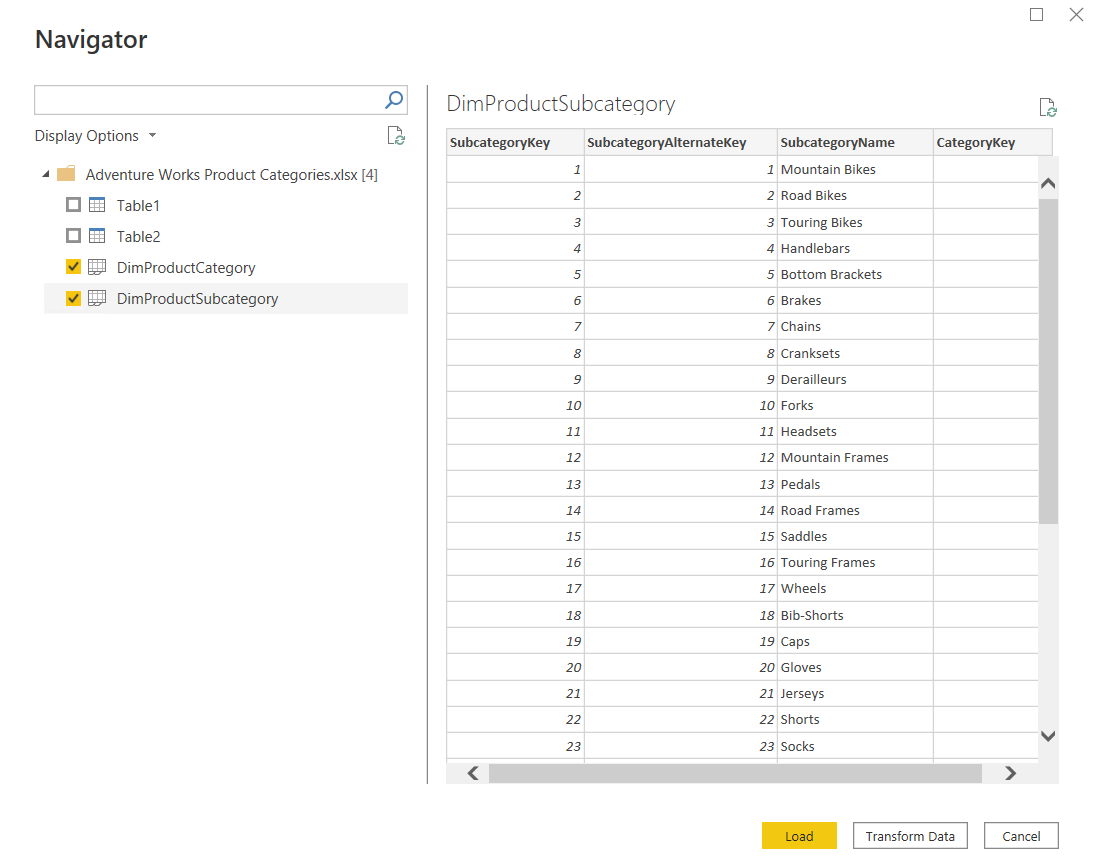 Navigator
Display Options
Adventure Works Product Categories.xlsx [4]
Table1
Table2
DimProductCategory
DimProductSubcategory
DimProductSubcategory
SubcategoryKey SubcategoryAlternateKey SubcategoryName CategoryKey
1 1 Mountain Bikes
2 2 Road Bikes
3 3 Touring Bikes
4 4 Handlebars
5 5 Bottom Brackets
6 6 Brakes
7 7 Chains
8 8 Cranksets
9 9 Derailleurs
10 10 Forks
11 11 Headsets
12 12 Mountain Frames
13 13 Pedals
14 14 Road Frames
15 15 Saddles
16 16 Touring Frames
17 17 Wheels
18 18 Bib-Shorts
19 19 Caps
20 20 Gloves
21 21 Jerseys
22 22 Shorts
23 23 Socks
Load Transform Data Cancel